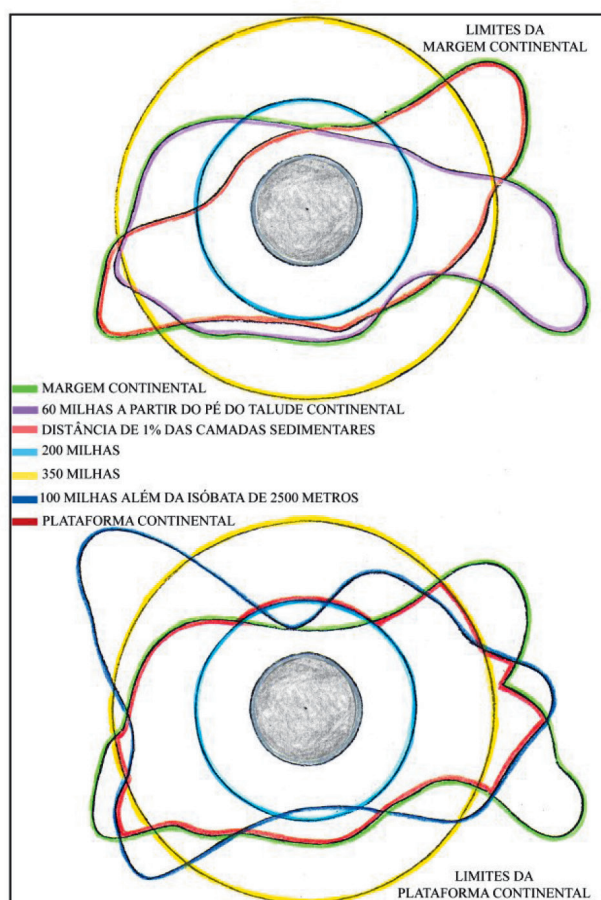 LIMITES DA
MARGEM CONTINENTAL
MARGEM CONTINENTAL
60 MILHAS A PARTIR DO PÉ DO TALUDE CONTINENTAL
DISTÂNCIA DE 1% DAS CAMADAS SEDIMENTARES
200 MILHAS
350 MILHAS
100 MILHAS ALÉM DA ISÓBATA DE 2500 METROS
PLATAFORMA CONTINENTAL
LIMITES DA
PLATAFORMA CONTINENTAL